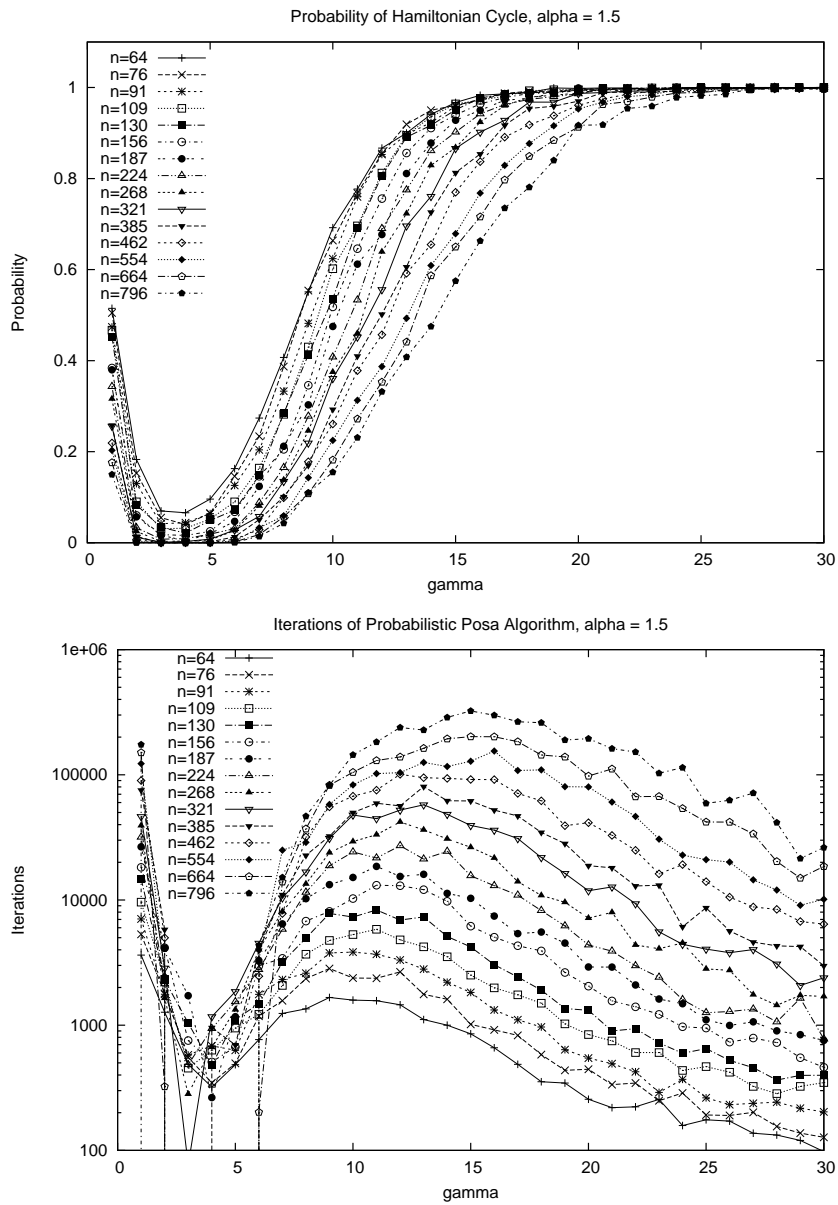 Probability of Hamiltonian Cycle, alpha = 1.5
1
0.8
0.6
0.4
0.2
0
Probability
n=64
n=76
n=91
n=109
n=130
n=156
n=187
n=224
n=268
n=321
n=385
n=462
n=554
n=664
n=796
0 5 10 15 20 25 30
gamma
Iterations of Probabilistic Posa Algorithm, alpha = 1.5
1e+06
100000
10000
1000
100
Iterations
n=64
n=76
n=91
n=109
n=130
n=156
n=187
n=224
n=268
n=321
n=385
n=462
n=554
n=664
n=796
0 5 10 15 20 25 30
gamma